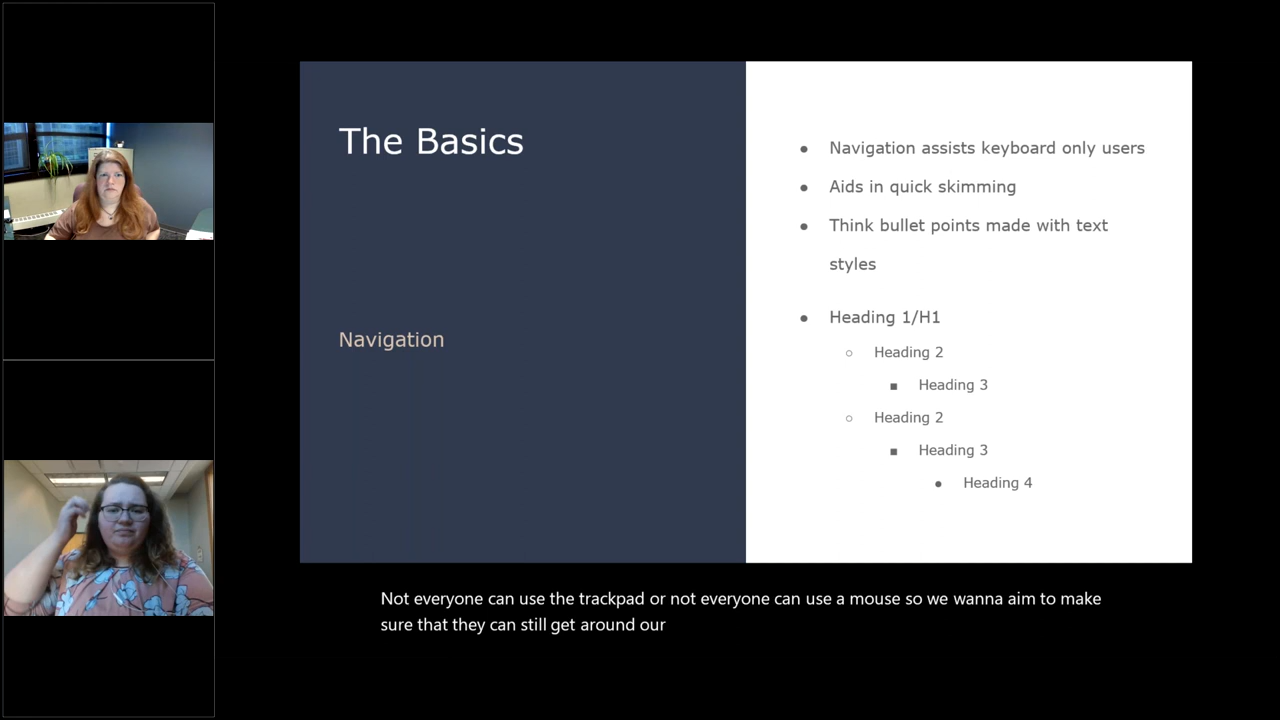 The Basics
Navigation
Navigation assists keyboard only users
Aids in quick skimming
Think bullet points made with text
styles
Heading 1/H1
Heading 2
Heading 3
Heading 2
Heading 3
Heading 4
Not everyone can use the trackpad or not everyone can use a mouse so we wanna aim to make
sure that they can still get around our